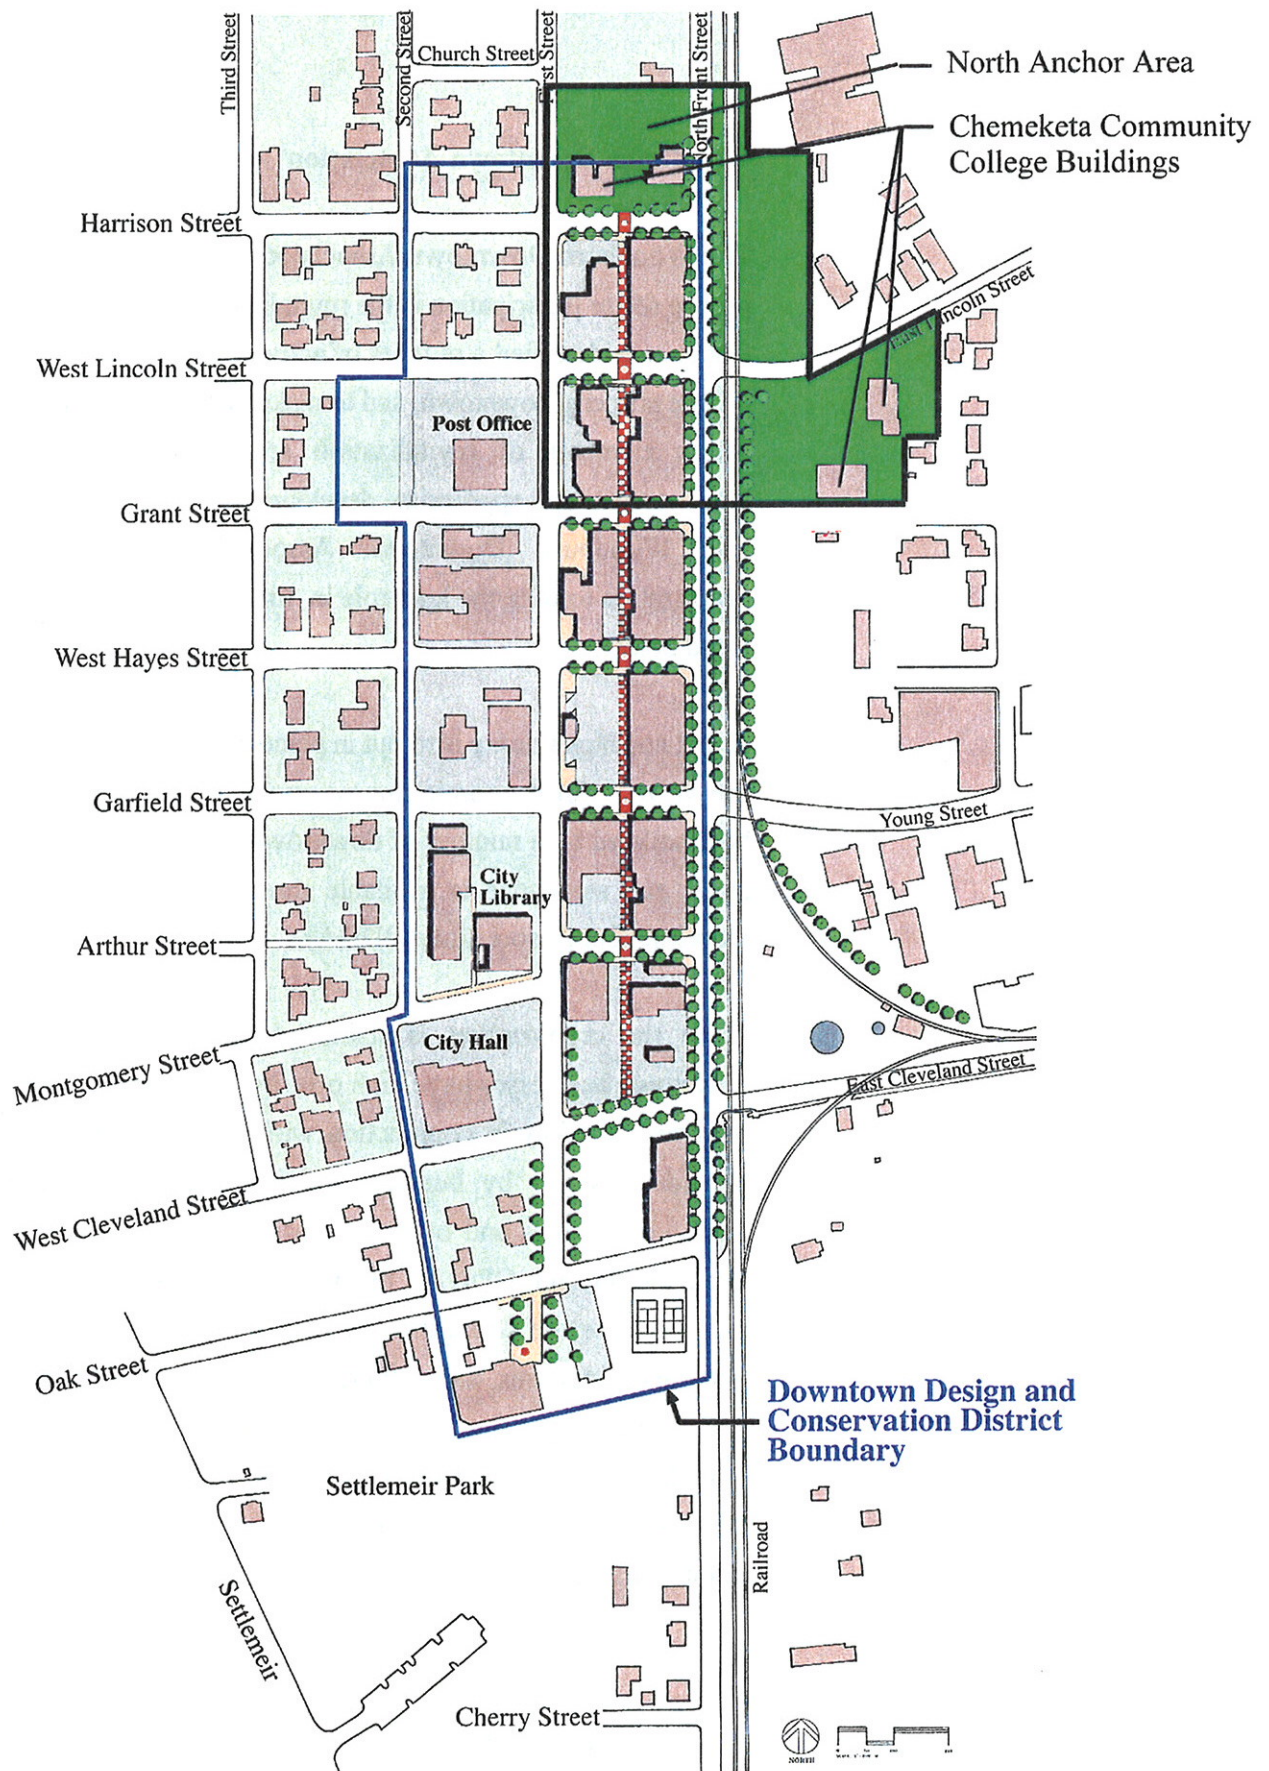 Third Street
Second Street
Church Street
First Street
North Front Street
North Anchor Area
Chemeketa Community
College Buildings
Harrison Street
East Lincoln Street
West Lincoln Street
Post Office
Grant Street
West Hayes Street
Garfield Street
Young Street
City
Library
Arthur Street
City Hall
Montgomery Street
East Cleveland Street
West Cleveland Street
Oak Street
Downtown Design and
Conservation District
Boundary
Settlemeir Park
Railroad
Settlemeir
Cherry Street
NORTH